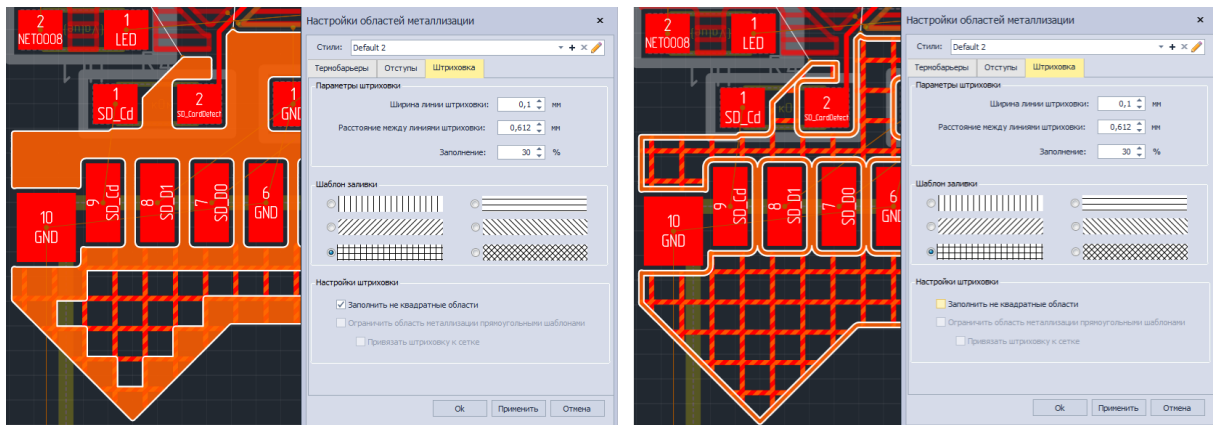 2
NET0008
1
LED
1
SD_Cd
2
SD_CardDetect
1
GND
9
SD_Cd
8
SD_D1
7
SD_D0
6
GND
10
GND
Настройки областей металлизации
Стили: Default 2
Термобарьеры Отступы Штриховка
Параметры штриховки
Ширина линии штриховки: 0,1 мм
Расстояние между линиями штриховки: 0,612 мм
Заполнение: 30 %
Шаблон заливки
Настройки штриховки
Заполнить не квадратные области
Ограничить область металлизации прямоугольными шаблонами
Привязать штриховку к сетке
Ok Применить Отмена
2
NET0008
1
LED
1
SD_Cd
2
SD_CardDetect
9
SD_Cd
8
SD_D1
7
SD_D0
6
GND
10
GND
Настройки областей металлизации
Стили: Default 2
Термобарьеры Отступы Штриховка
Параметры штриховки
Ширина линии штриховки: 0,1 мм
Расстояние между линиями штриховки: 0,612 мм
Заполнение: 30 %
Шаблон заливки
Настройки штриховки
Заполнить не квадратные области
Ограничить область металлизации прямоугольными шаблонами
Привязать штриховку к сетке
Ok Применить Отмена